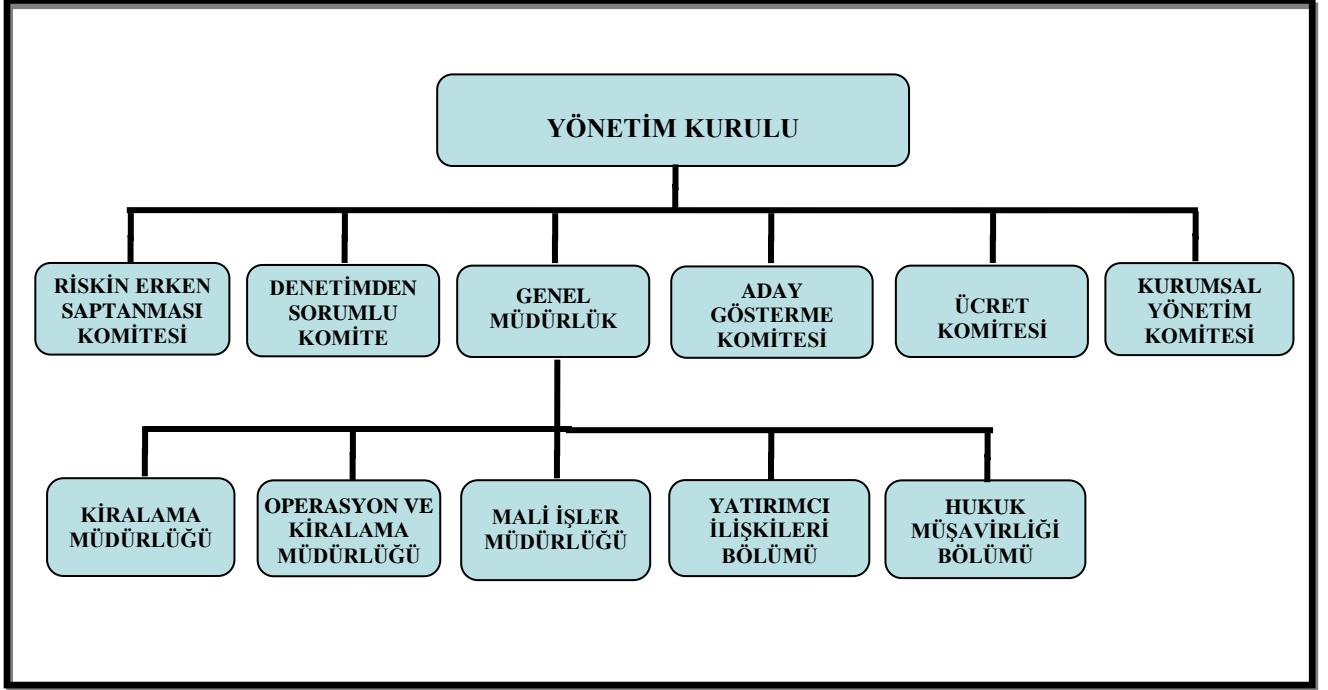 YÖNETİM KURULU
RİSKİN ERKEN
SAPTANMASI
KOMİTESİ
DENETİMDEN
SORUMLU
KOMİTE
GENEL
MÜDÜRLÜK
ADAY
GÖSTERME
KOMİTESİ
ÜCRET
KOMİTESİ
KURUMSAL
YÖNETİM
KOMİTESİ
KİRALAMA
MÜDÜRLÜĞÜ
OPERASYON VE
KİRALAMA
MÜDÜRLÜĞÜ
MALİ İŞLER
MÜDÜRLÜĞÜ
YATIRIMCI
İLİŞKİLERİ
BÖLÜMÜ
HUKUK
MÜŞAVİRLİĞİ
BÖLÜMÜ